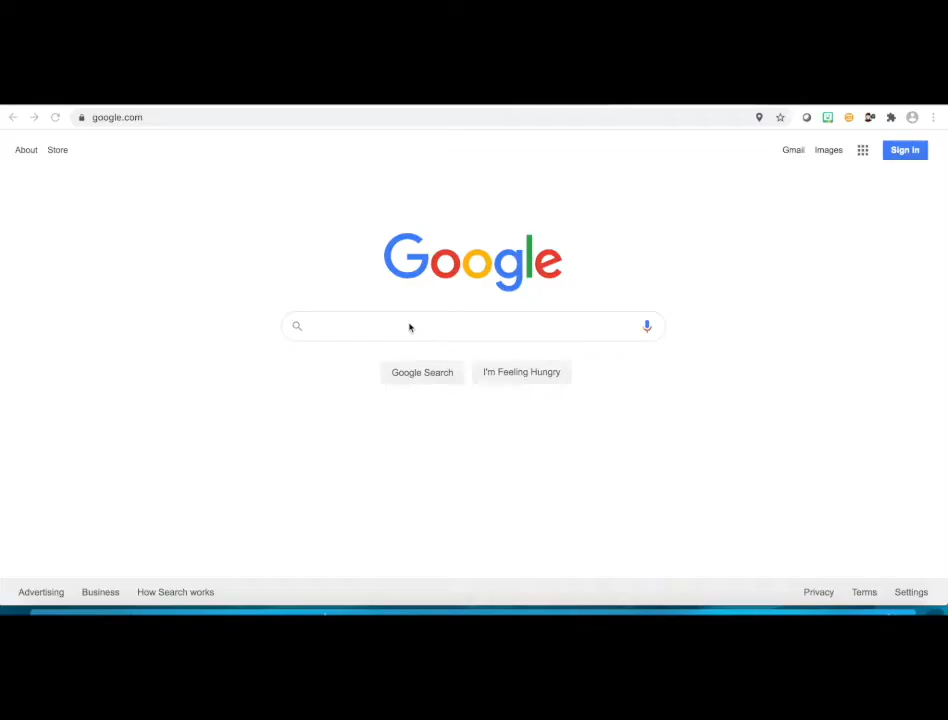 google.com
About Store Gmail Images Sign in
Google
Google Search I'm Feeling Hungry
Advertising Business How Search works Privacy Terms Settings